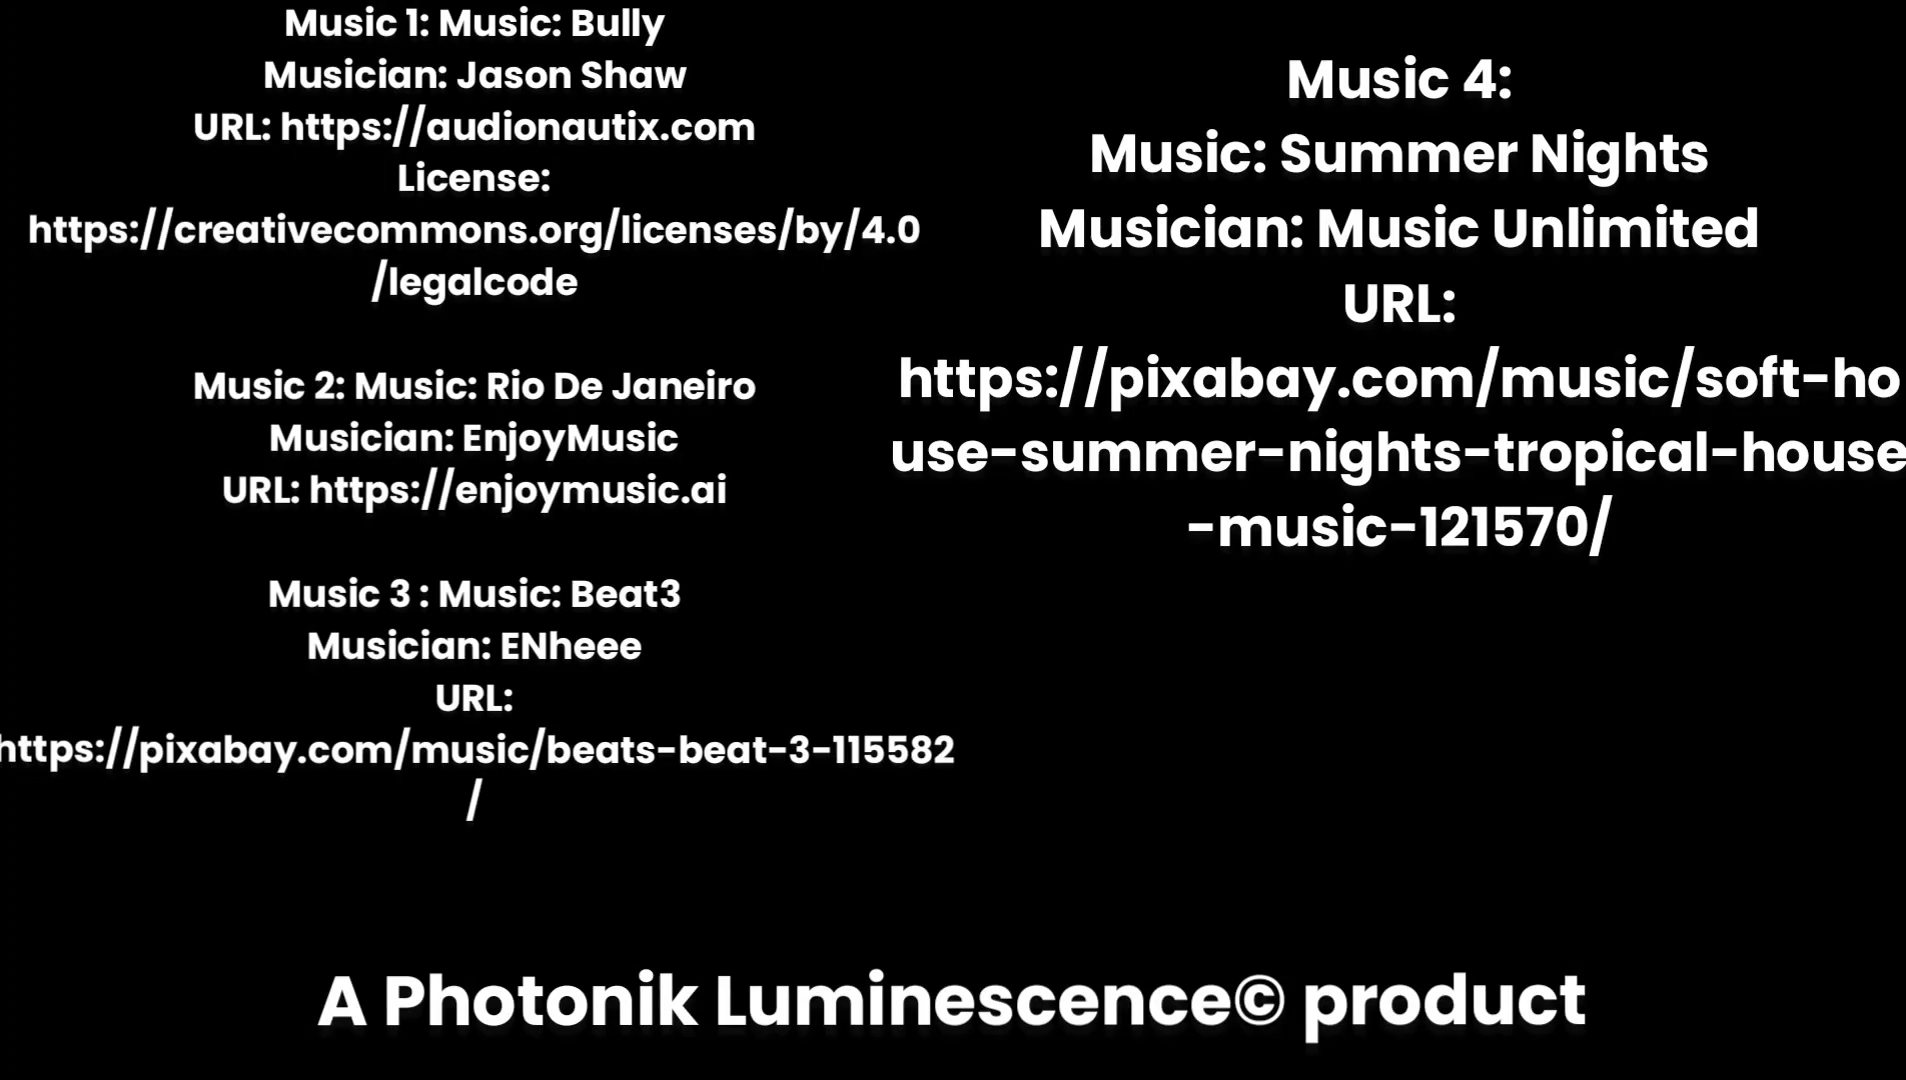 Music 1: Music: Bully
Musician: Jason Shaw
URL: https://audionautix.com
License:
https://creativecommons.org/licenses/by/4.0
/legalcode
Music 2: Music: Rio De Janeiro
Musician: EnjoyMusic
URL: https://enjoymusic.ai
Music 3 : Music: Beat3
Musician: ENheee
URL:
https://pixabay.com/music/beats-beat-3-115582
/
Music 4:
Music: Summer Nights
Musician: Music Unlimited
URL:
https://pixabay.com/music/soft-ho
use-summer-nights-tropical-house
-music-121570/
A Photonik Luminescence© product